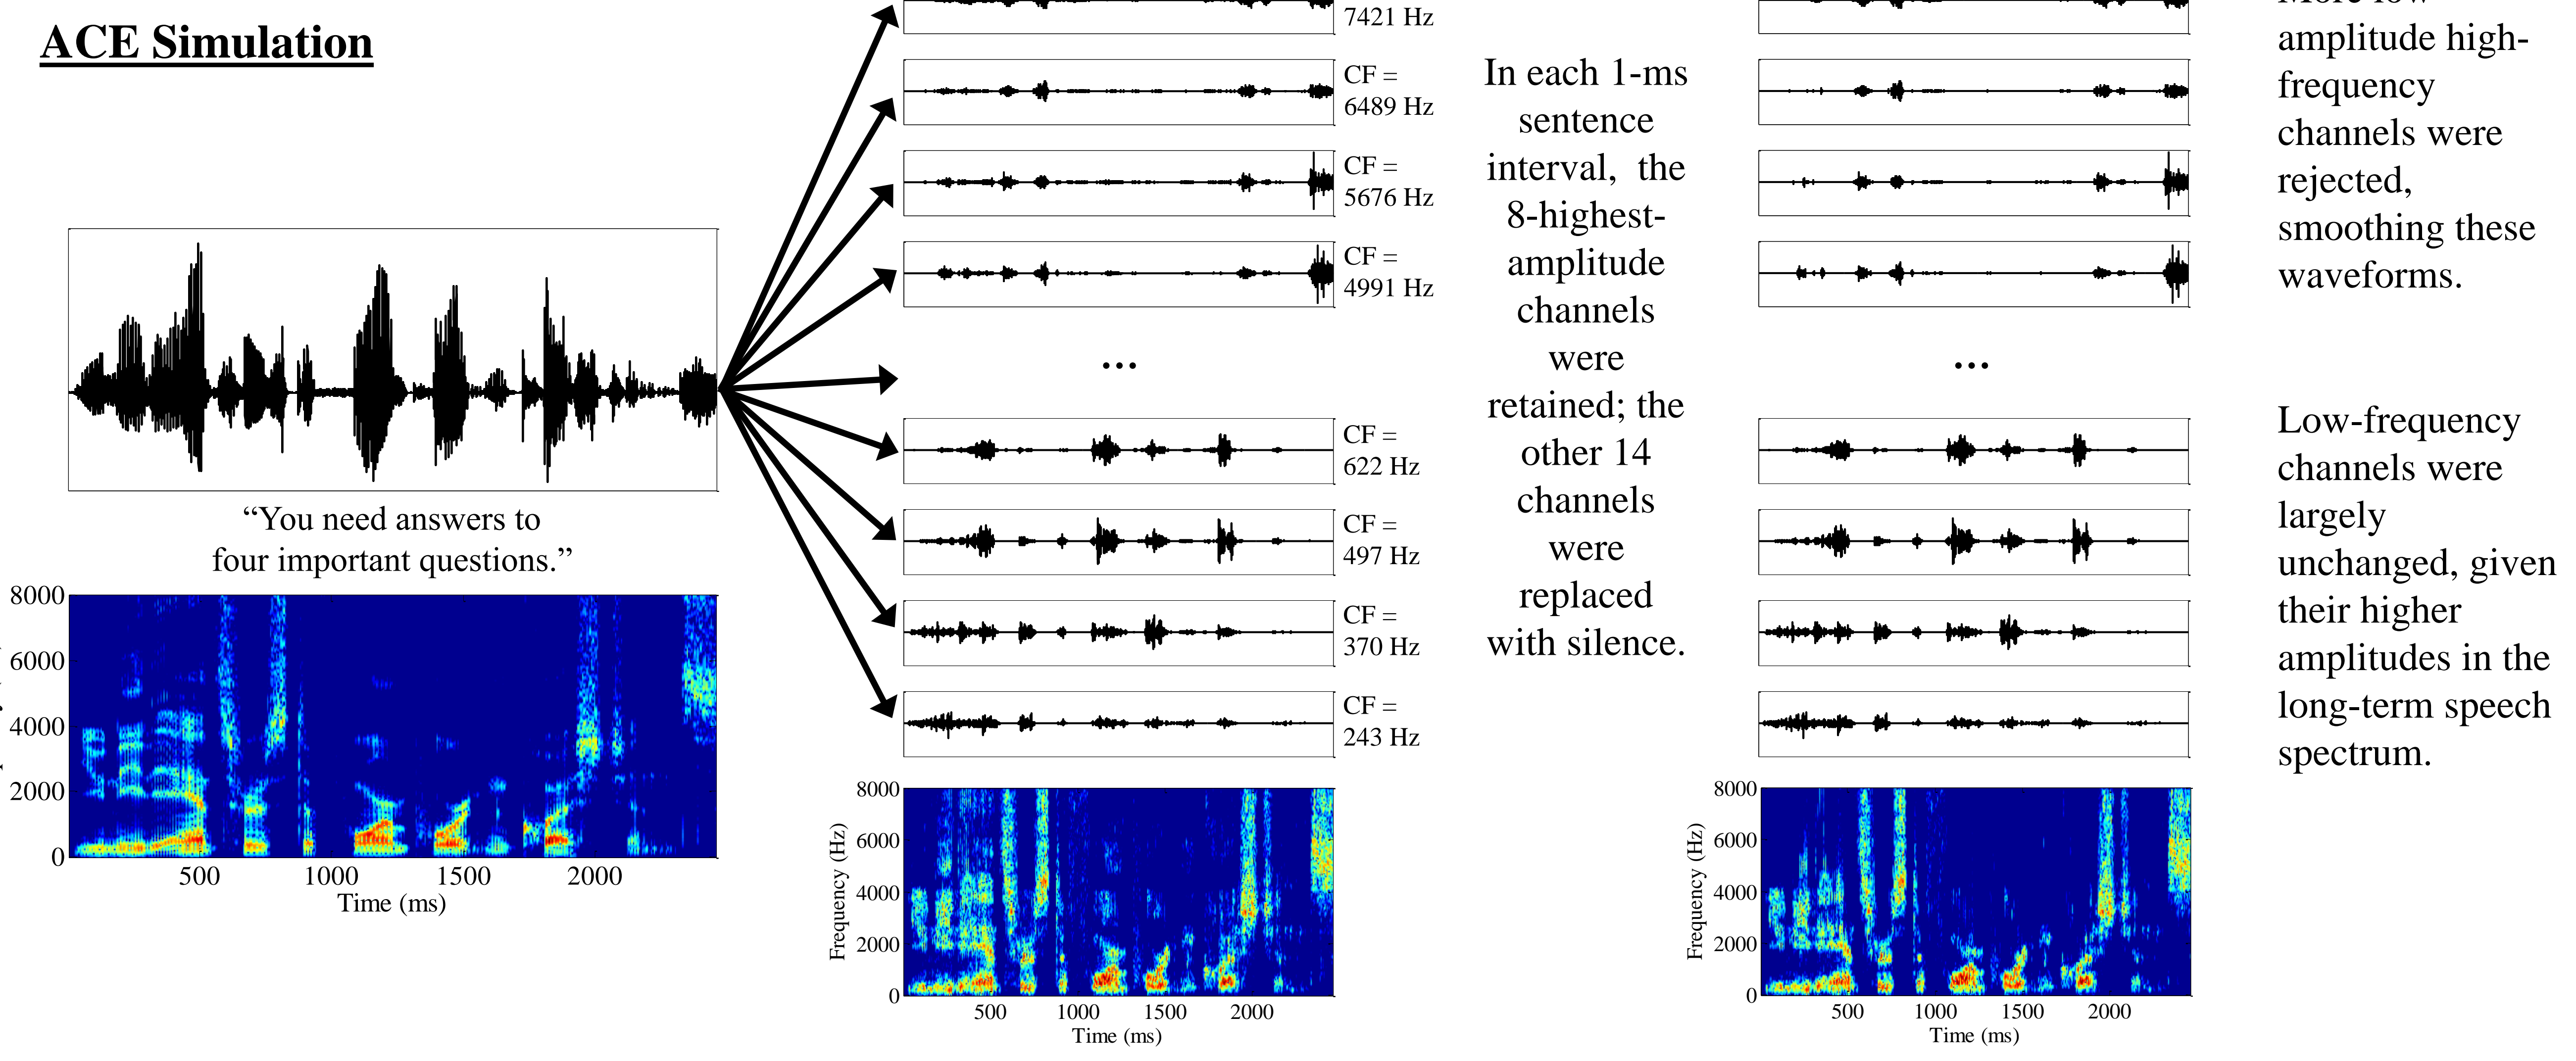 ACE Simulation
“You need answers to
four important questions.”
8000
6000
4000
2000
0
500 1000 1500 2000
Time (ms)
7421 Hz
CF =
6489 Hz
CF =
5676 Hz
CF =
4991 Hz
...
CF =
622 Hz
CF =
497 Hz
CF =
370 Hz
CF =
243 Hz
8000
6000
4000
2000
0
Frequency (Hz)
500 1000 1500 2000
Time (ms)
In each 1-ms
sentence
interval, the
8-highest-
amplitude
channels
were
retained; the
other 14
channels
were
replaced
with silence.
...
8000
6000
4000
2000
0
Frequency (Hz)
500 1000 1500 2000
Time (ms)
More low
amplitude high-
frequency
channels were
rejected,
smoothing these
waveforms.
Low-frequency
channels were
largely
unchanged, given
their higher
amplitudes in the
long-term speech
spectrum.